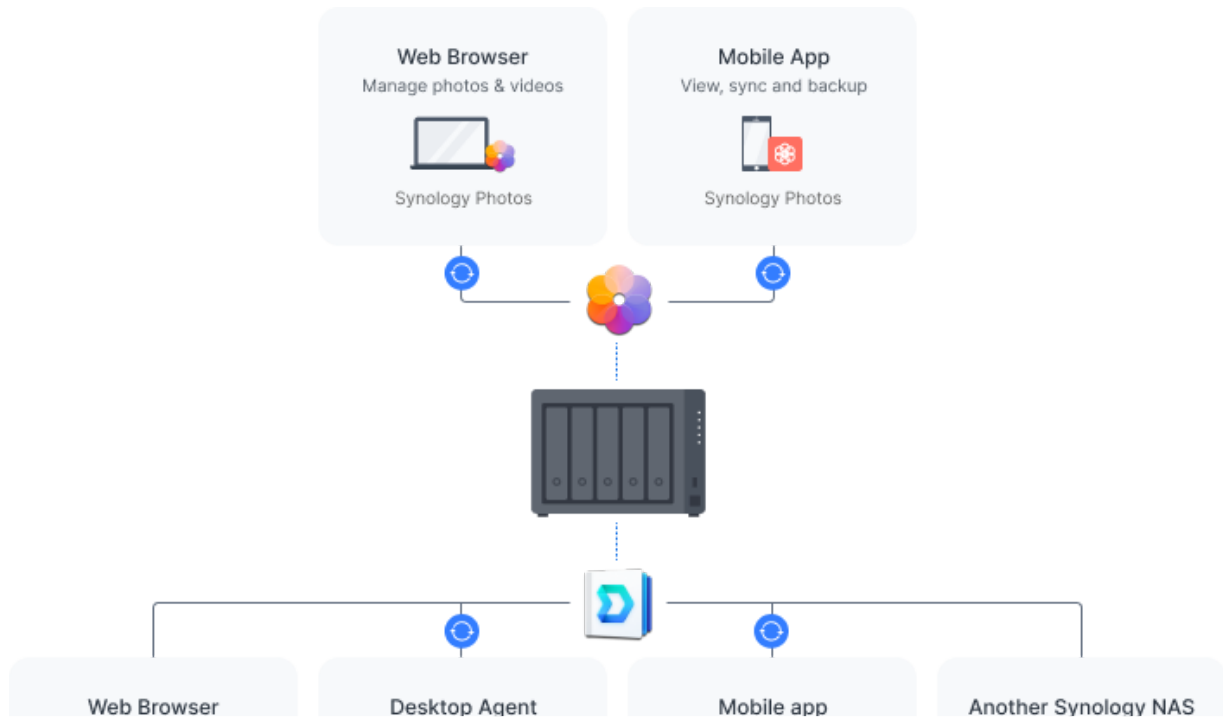 Web Browser
Manage photos & videos
Synology Photos
Mobile App
View, sync and backup
Synology Photos
Web Browser
Desktop Agent
Mobile app
Another Synology NAS